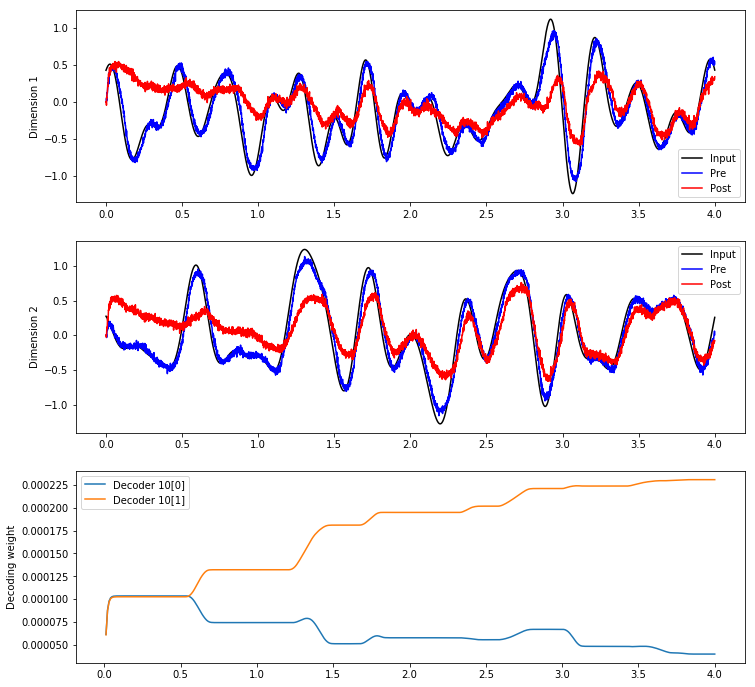 1.0
0.5
0.0
−0.5
−1.0
Dimension 1
Input
Pre
Post
0.0 0.5 1.0 1.5 2.0 2.5 3.0 3.5 4.0
1.0
0.5
0.0
−0.5
−1.0
Dimension 2
Input
Pre
Post
0.0 0.5 1.0 1.5 2.0 2.5 3.0 3.5 4.0
0.000225
0.000200
0.000175
0.000150
0.000125
0.000100
0.000075
0.000050
Decoding weight
Decoder 10[0]
Decoder 10[1]
0.0 0.5 1.0 1.5 2.0 2.5 3.0 3.5 4.0